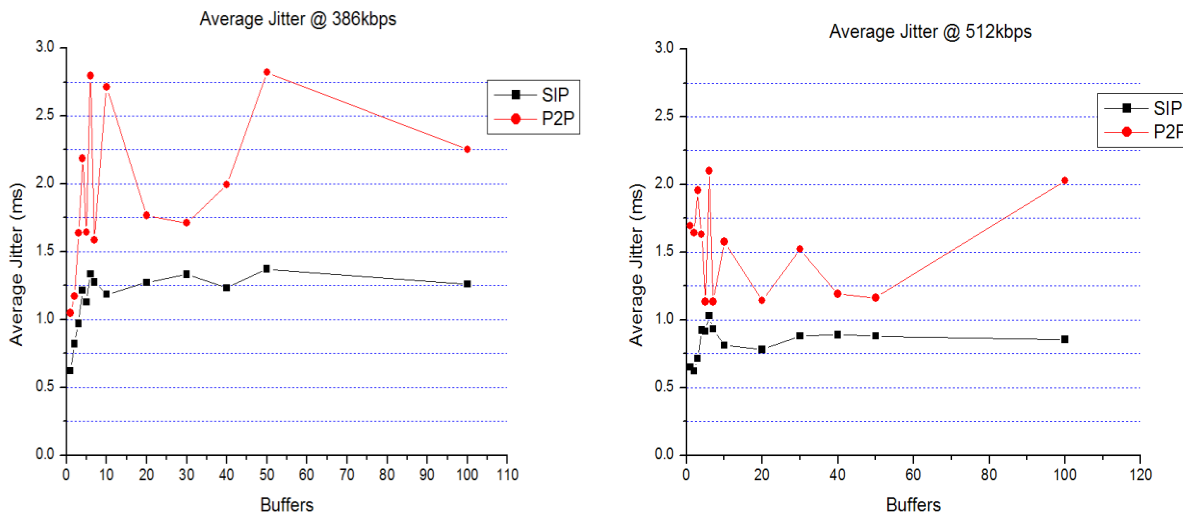 Average Jitter @ 386kbps
3.0
2.5
2.0
1.5
1.0
0.5
0.0
Average Jitter (ms)
0 10 20 30 40 50 60 70 80 90 100 110
Buffers
SIP
P2P
Average Jitter @ 512kbps
3.0
2.5
2.0
1.5
1.0
0.5
0.0
Average Jitter (ms)
0 20 40 60 80 100 120
Buffers
SIP
P2P